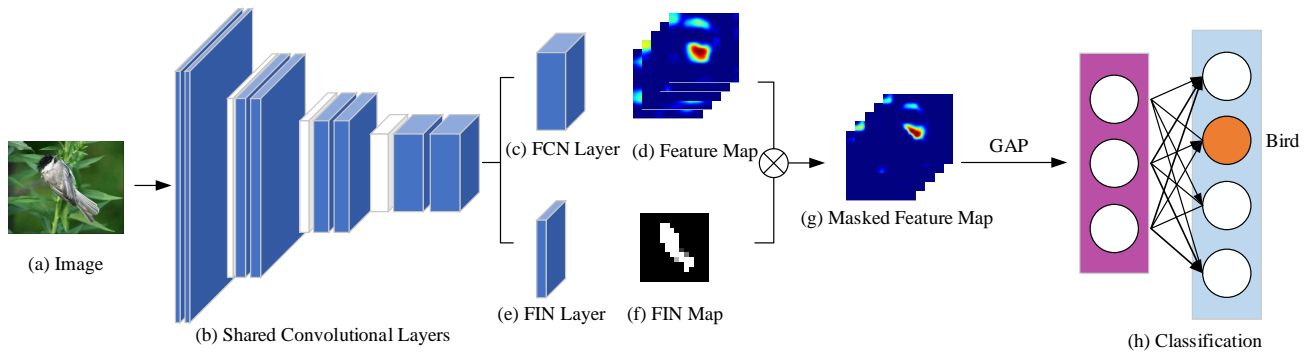 (a) Image
(b) Shared Convolutional Layers
(c) FCN Layer
(d) Feature Map
(e) FIN Layer
(f) FIN Map
(g) Masked Feature Map
GAP
Bird
(h) Classification